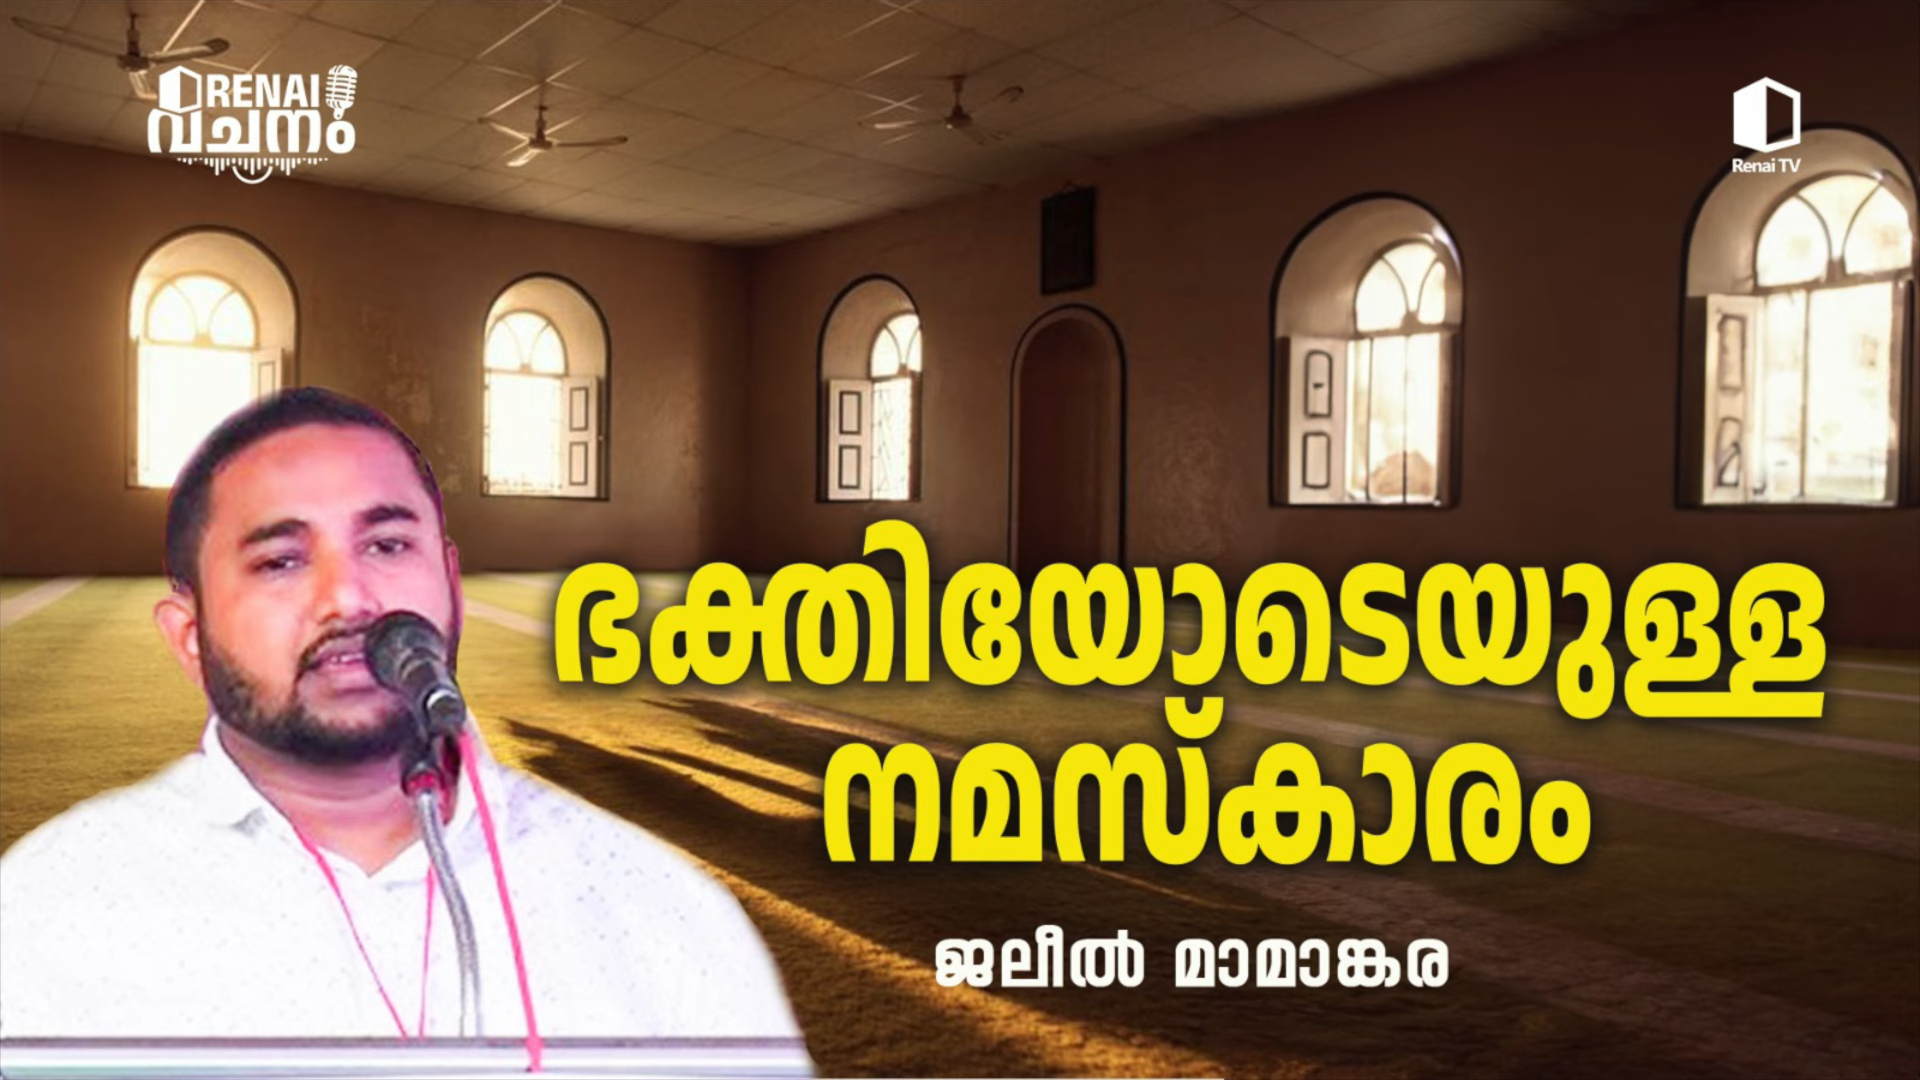 RENAI
വചനം
Renai TV
ഭക്തിയോടെയുള്ള
നമസ്കാരം
ജലീൽ മാമാങ്കര